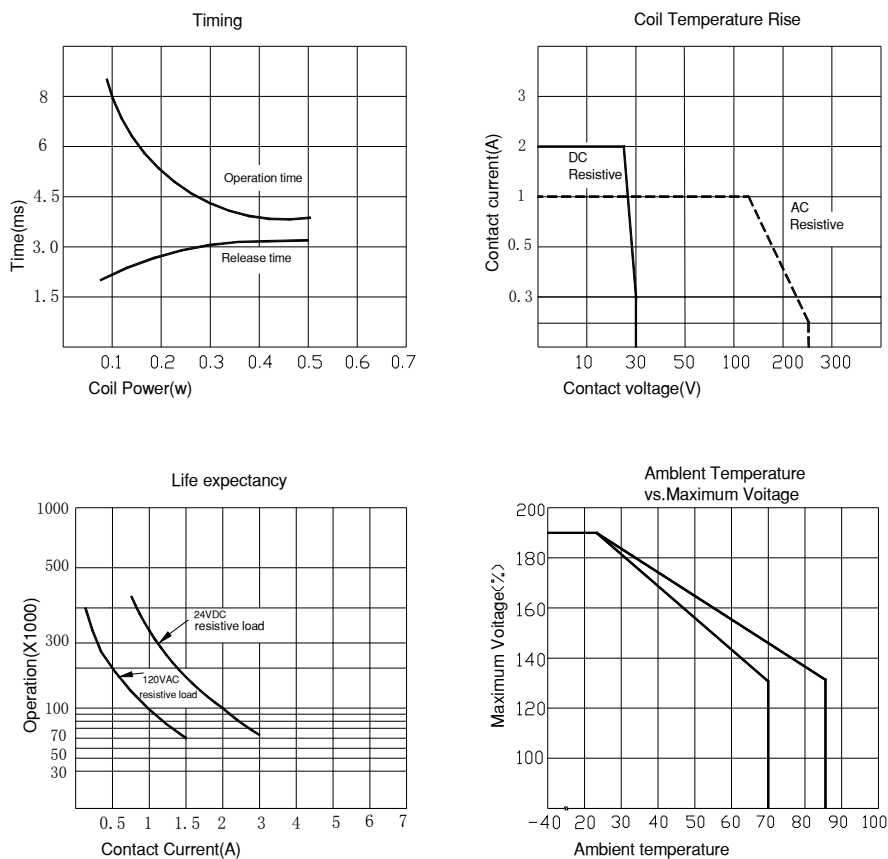 Timing
8
6
4.5
3.0
1.5
Time(ms)
Operation time
Release time
0.1 0.2 0.3 0.4 0.5 0.6 0.7
Coil Power(w)
Coil Temperature Rise
3
2
1
0.5
0.3
Contact current(A)
DC
Resistive
AC
Resistive
10 30 50 100 200 300
Contact voltage(V)
Life expectancy
1000
500
300
100
70
50
30
Operation(X1000)
24VDC
resistive load
120VAC
resistive load
0.5 1 1.5 2 3 4 5 6 7
Contact Current(A)
Amblent Temperature
vs.Maximum Voitage
200
180
160
140
120
100
Maximum Voitage(%)
-40 20 30 40 50 60 70 80 90 100
Ambient temperature